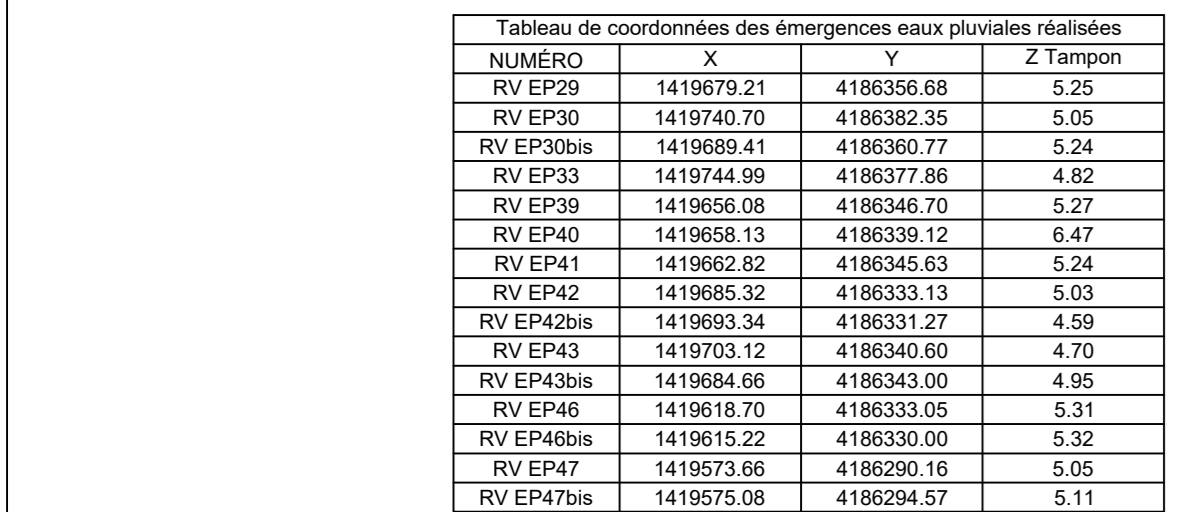 Tableau de coordonnées des émergences eaux pluviales réalisées
NUMÉRO X Y Z Tampon
RV EP29 1419679.21 4186356.68 5.25
RV EP30 1419740.70 4186382.35 5.05
RV EP30bis 1419689.41 4186360.77 5.24
RV EP33 1419744.99 4186377.86 4.82
RV EP39 1419656.08 4186346.70 5.27
RV EP40 1419658.13 4186339.12 6.47
RV EP41 1419662.82 4186345.63 5.24
RV EP42 1419685.32 4186333.13 5.03
RV EP42bis 1419693.34 4186331.27 4.59
RV EP43 1419703.12 4186340.60 4.70
RV EP43bis 1419684.66 4186343.00 4.95
RV EP46 1419618.70 4186333.05 5.31
RV EP46bis 1419615.22 4186330.00 5.32
RV EP47 1419573.66 4186290.16 5.05
RV EP47bis 1419575.08 4186294.57 5.11